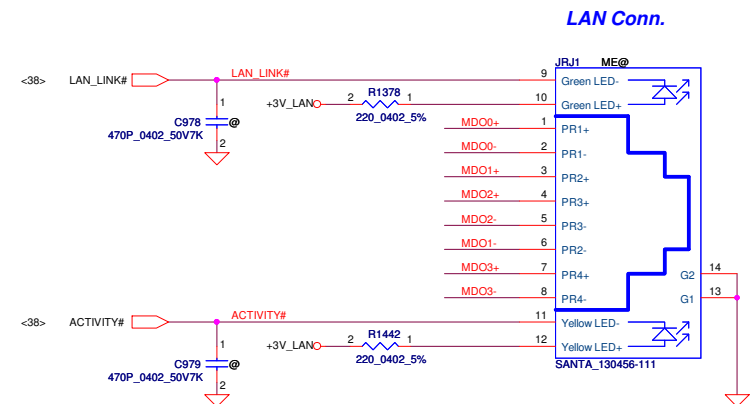 LAN Conn.
JRJ1 ME@
<38> LAN_LINK# LAN_LINK# 9 Green LED-
1 +3V_LAN 2 R1378 1 10 Green LED+
220_0402_5%
C978 @
470P_0402_50V7K
2
MDO0+ 1 PR1+
MDO0- 2 PR1-
MDO1+ 3 PR2+
MDO2+ 4 PR3+
MDO2- 5 PR3-
MDO1- 6 PR2-
MDO3+ 7 PR4+ G2 14
MDO3- 8 PR4- G1 13
<38> ACTIVITY# ACTIVITY# 11 Yellow LED-
1 +3V_LAN 2 R1442 1 12 Yellow LED+
220_0402_5%
SANTA_130456-111
C979 @
470P_0402_50V7K
2